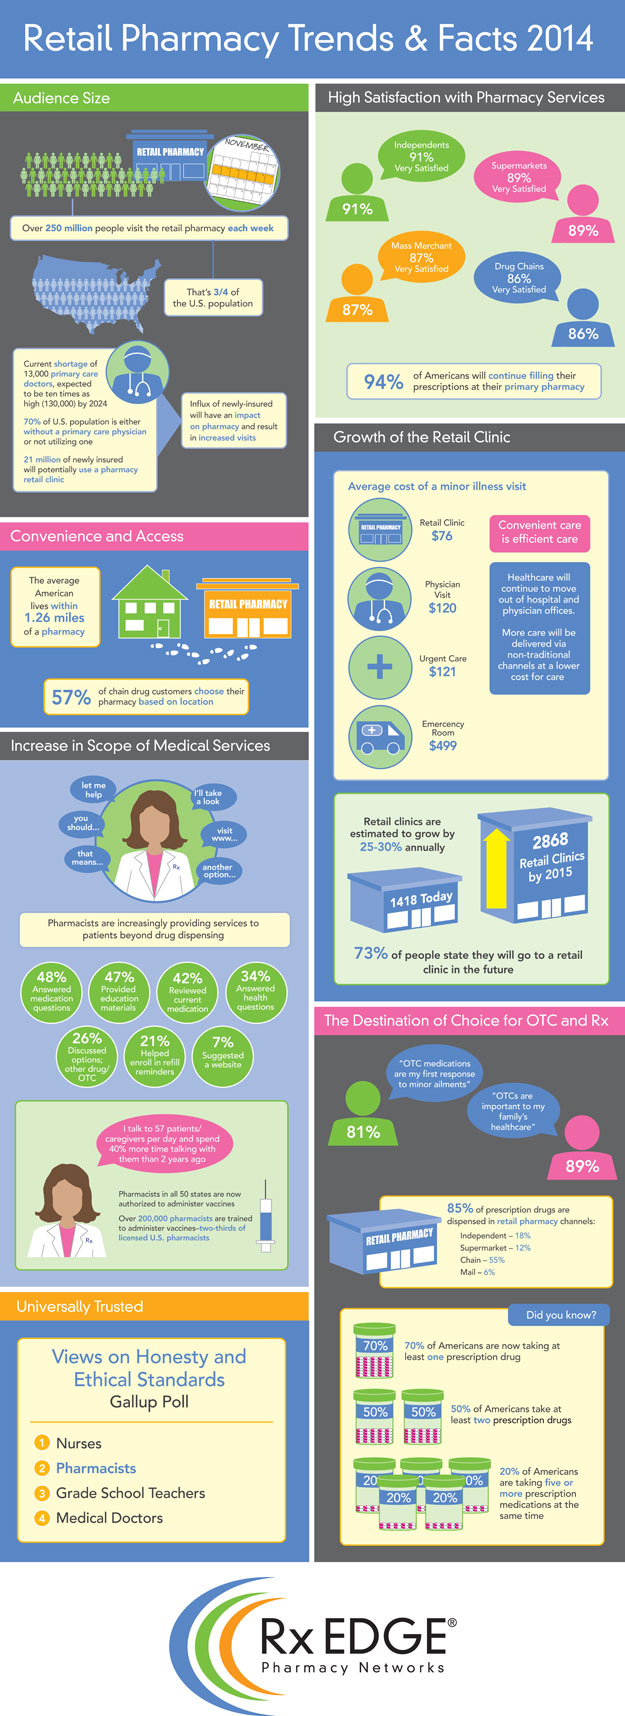 Retail Pharmacy Trends & Facts 2014
Audience Size
RETAIL PHARMACY
NOVEMBER
Over 250 million people visit the retail pharmacy each week
That's 3/4 of
the U.S. population
Current shortage of
13,000 primary care
doctors, expected
to be ten times as
high (130,000) by 2024
70% of U.S. population is either
without a primary care physician
or not utilizing one
21 million of newly insured
will potentially use a pharmacy
retail clinic
Influx of newly-insured
will have an impact
on pharmacy and result
in increased visits
Convenience and Access
The average
American
lives within
1.26 miles
of a pharmacy
RETAIL PHARMACY
57%
of chain drug customers choose their
pharmacy based on location
Increase in Scope of Medical Services
let me
help
I'll take
a look
you
should...
visit
www...
that
means...
another
option...
Rx
Pharmacists are increasingly providing services to
patients beyond drug dispensing
48%
Answered
medication
questions
47%
Provided
education
materials
42%
Reviewed
current
medication
34%
Answered
health
questions
26%
Discussed
options;
other drug/
OTC
21%
Helped
enroll in refill
reminders
7%
Suggested
a website
I talk to 57 patients/
caregivers per day and spend
40% more time talking with
them than 2 years ago
Rx
Pharmacists in all 50 states are now
authorized to administer vaccines
Over 200,000 pharmacists are trained
to administer vaccines–two-thirds of
licensed U.S. pharmacists
Universally Trusted
Views on Honesty and
Ethical Standards
Gallup Poll
1 Nurses
2 Pharmacists
3 Grade School Teachers
4 Medical Doctors
High Satisfaction with Pharmacy Services
Independents
91%
Very Satisfied
91%
Supermarkets
89%
Very Satisfied
89%
Mass Merchant
87%
Very Satisfied
87%
Drug Chains
86%
Very Satisfied
86%
94%
of Americans will continue filling their
prescriptions at their primary pharmacy
Growth of the Retail Clinic
Average cost of a minor illness visit
RETAIL PHARMACY
Retail Clinic
$76
Physician
Visit
$120
Urgent Care
$121
Emercency
Room
$499
Convenient care
is efficient care
Healthcare will
continue to move
out of hospital and
physician offices.
More care will be
delivered via
non-traditional
channels at a lower
cost for care
Retail clinics are
estimated to grow by
25-30% annually
1418 Today
2868
Retail Clinics
by 2015
73% of people state they will go to a retail
clinic in the future
The Destination of Choice for OTC and Rx
"OTC medications
are my first response
to minor ailments"
81%
"OTCs are
important to my
family's
healthcare"
89%
RETAIL PHARMACY
85% of prescription drugs are
dispensed in retail pharmacy channels:
Independent – 18%
Supermarket – 12%
Chain – 55%
Mail – 6%
Did you know?
70%
70% of Americans are now taking at
least one prescription drug
50%
50%
50% of Americans take at
least two prescription drugs
20
0
0%
20%
20%
20% of Americans
are taking five or
more prescription
medications at the
same time
Rx EDGE®
Pharmacy Networks